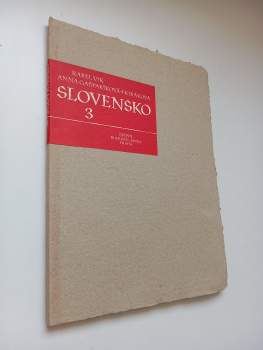 KAREL VIK
ANNA GAŠPARÍKOVÁ-HORÁKOVÁ
SLOVENSKO
3